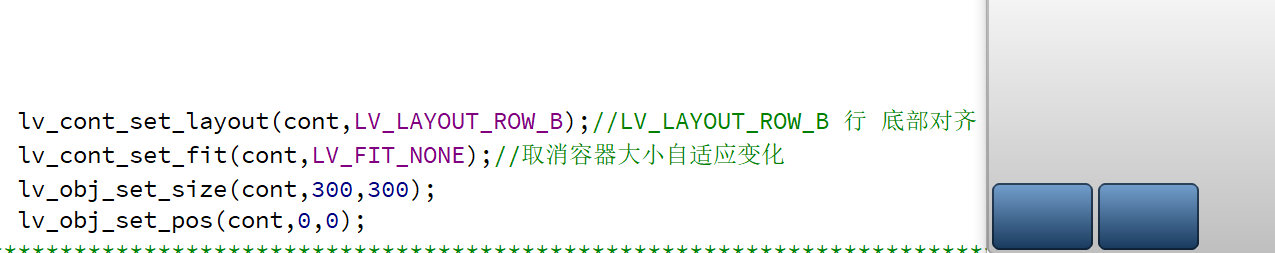 lv_cont_set_layout(cont,LV_LAYOUT_ROW_B);//LV_LAYOUT_ROW_B 行 底部对齐
lv_cont_set_fit(cont,LV_FIT_NONE);//取消容器大小自适应变化
lv_obj_set_size(cont,300,300);
lv_obj_set_pos(cont,0,0);